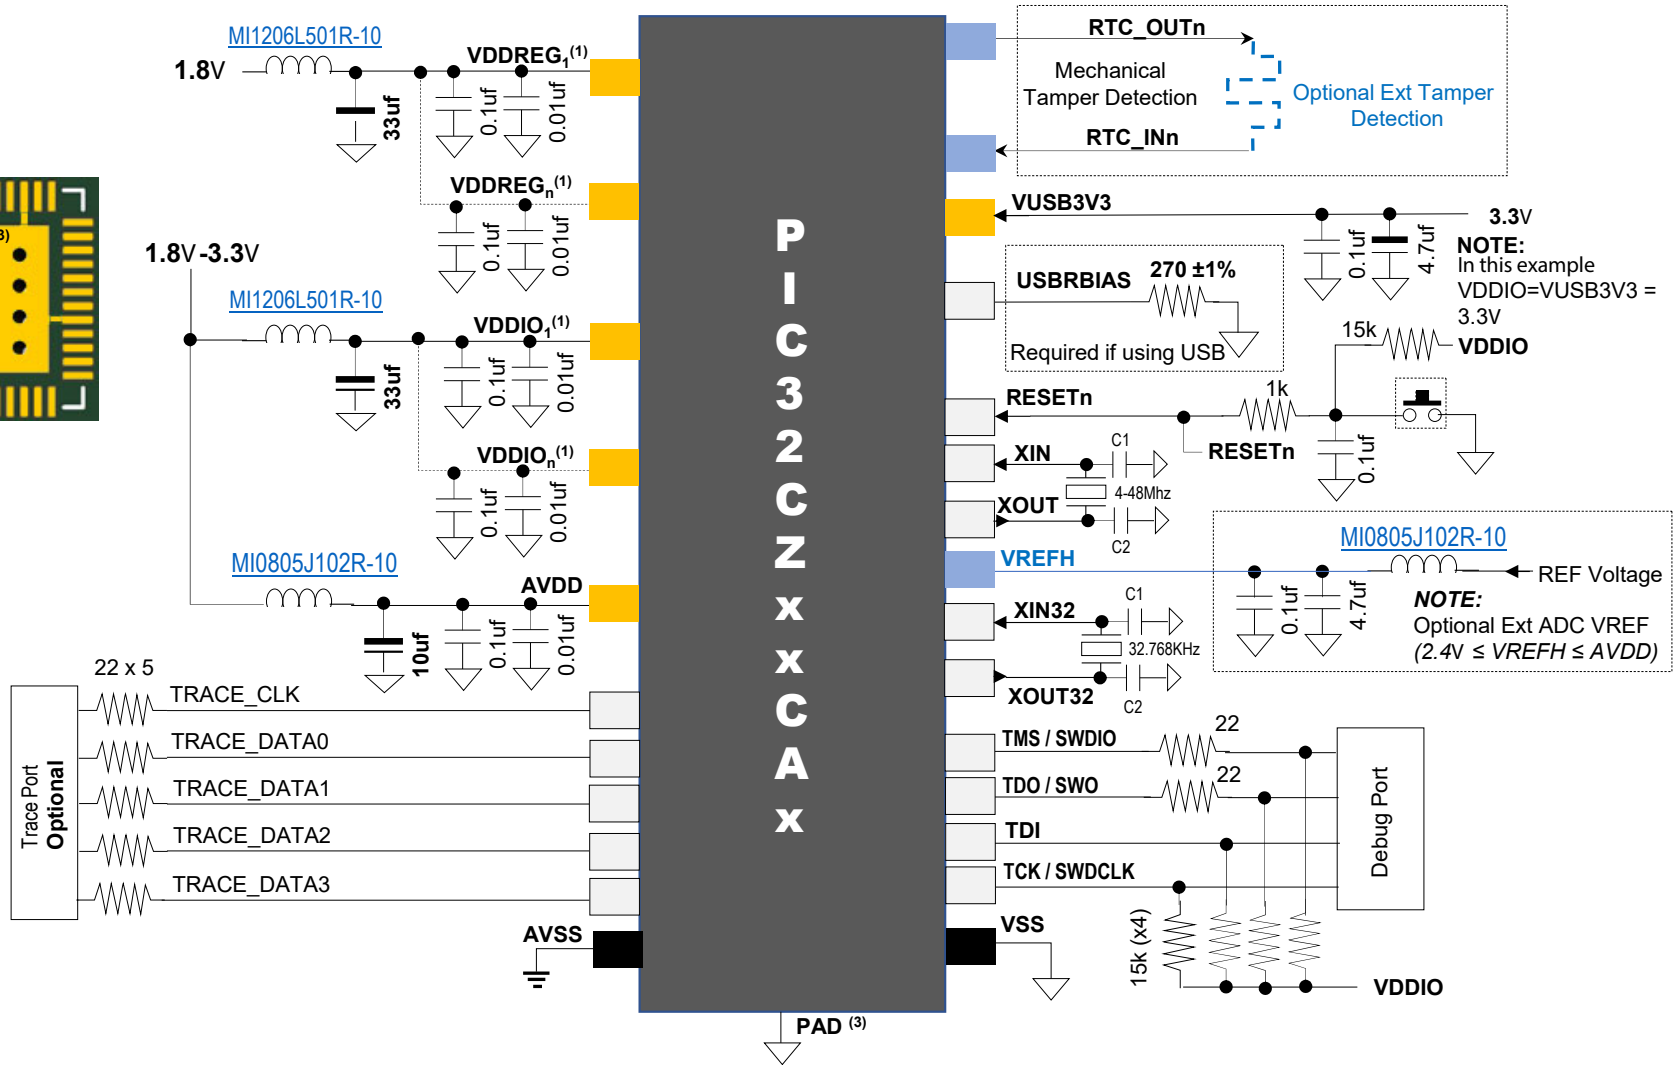 MI1206L501R-10
1.8V
VDDREG1(1)
33uf
0.1uf
0.01uf
VDDREGn(1)
0.1uf
0.01uf
3)
1.8V -3.3V
MI1206L501R-10
VDDIO1(1)
33uf
0.1uf
0.01uf
VDDIOn(1)
0.1uf
0.01uf
MI0805J102R-10
AVDD
10uf
0.1uf
0.01uf
22 x 5
Trace Port
Optional
TRACE_CLK
TRACE_DATA0
TRACE_DATA1
TRACE_DATA2
TRACE_DATA3
AVSS
P
I
C
3
2
C
Z
x
x
C
A
x
PAD (3)
RTC_OUTn
Mechanical
Tamper Detection
Optional Ext Tamper
Detection
RTC_INn
VUSB3V3
3.3V
0.1uf
4.7uf
NOTE:
In this example
VDDIO=VUSB3V3 =
3.3V
USBRBIAS
270 ±1%
Required if using USB
15k
VDDIO
RESETn
1k
RESETn
0.1uf
XIN
C1
4-48Mhz
XOUT
C2
VREFH
MI0805J102R-10
REF Voltage
0.1uf
4.7uf
NOTE:
Optional Ext ADC VREF
(2.4V ≤ VREFH ≤ AVDD)
XIN32
C1
32.768KHz
XOUT32
C2
TMS / SWDIO
22
TDO / SWO
22
TDI
TCK / SWDCLK
Debug Port
VSS
15k (x4)
VDDIO